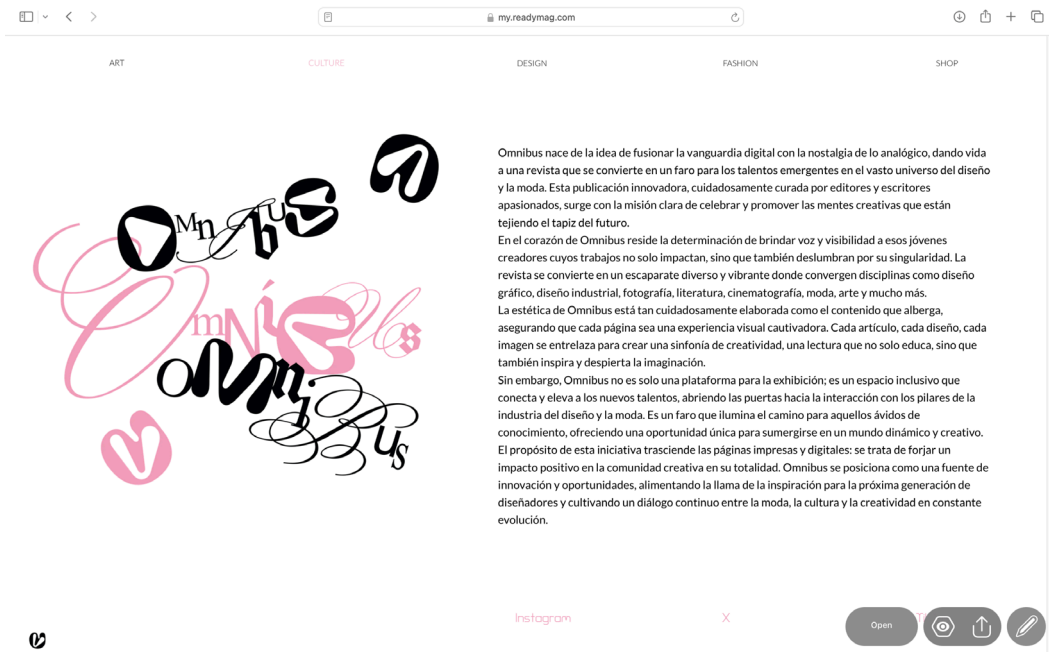 my.readymag.com
ART
CULTURE
DESIGN
FASHION
SHOP
OmnIbus
OmNíBUs
OMniBus
Omnibus nace de la idea de fusionar la vanguardia digital con la nostalgia de lo analógico, dando vida
a una revista que se convierte en un faro para los talentos emergentes en el vasto universo del diseño
y la moda. Esta publicación innovadora, cuidadosamente curada por editores y escritores
apasionados, surge con la misión clara de celebrar y promover las mentes creativas que están
tejiendo el tapiz del futuro.
En el corazón de Omnibus reside la determinación de brindar voz y visibilidad a esos jóvenes
creadores cuyos trabajos no solo impactan, sino que también deslumbran por su singularidad. La
revista se convierte en un escaparate diverso y vibrante donde convergen disciplinas como diseño
gráfico, diseño industrial, fotografía, literatura, cinematografía, moda, arte y mucho más.
La estética de Omnibus está tan cuidadosamente elaborada como el contenido que alberga,
asegurando que cada página sea una experiencia visual cautivadora. Cada artículo, cada diseño, cada
imagen se entrelaza para crear una sinfonía de creatividad, una lectura que no solo educa, sino que
también inspira y despierta la imaginación.
Sin embargo, Omnibus no es solo una plataforma para la exhibición; es un espacio inclusivo que
conecta y eleva a los nuevos talentos, abriendo las puertas hacia la interacción con los pilares de la
industria del diseño y la moda. Es un faro que ilumina el camino para aquellos ávidos de
conocimiento, ofreciendo una oportunidad única para sumergirse en un mundo dinámico y creativo.
El propósito de esta iniciativa trasciende las páginas impresas y digitales: se trata de forjar un
impacto positivo en la comunidad creativa en su totalidad. Omnibus se posiciona como una fuente de
innovación y oportunidades, alimentando la llama de la inspiración para la próxima generación de
diseñadores y cultivando un diálogo continuo entre la moda, la cultura y la creatividad en constante
evolución.
Instagram
X
Open